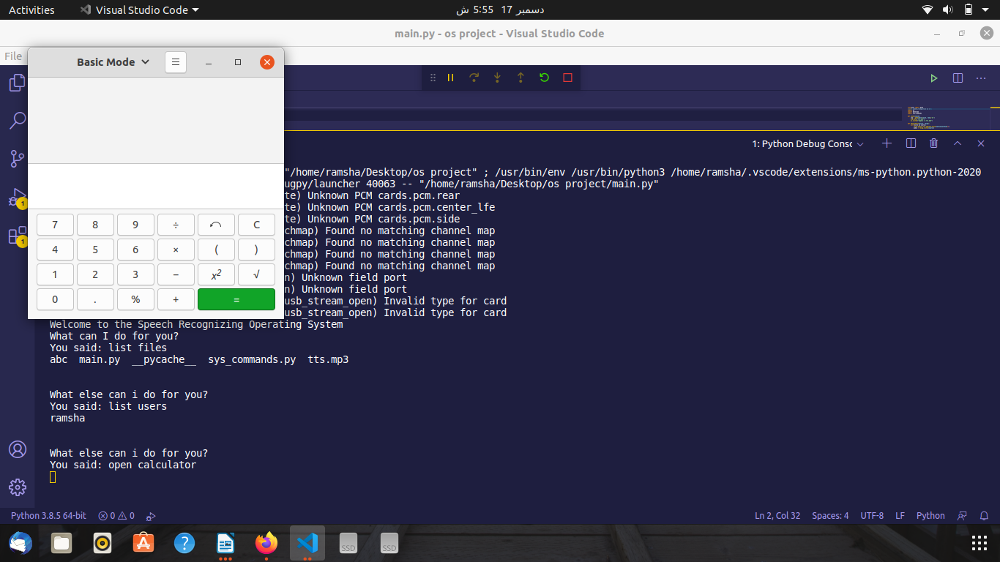 Activities
Visual Studio Code
دسمبر 17  5:55 ش
main.py - os project - Visual Studio Code
File
Basic Mode
1: Python Debug Consc
"/home/ramsha/Desktop/os project" ; /usr/bin/env /usr/bin/python3 /home/ramsha/.vscode/extensions/ms-python.python-2020
ugpy/launcher 40063 -- "/home/ramsha/Desktop/os project/main.py"
te) Unknown PCM cards.pcm.rear
te) Unknown PCM cards.pcm.center_lfe
te) Unknown PCM cards.pcm.side
chmap) Found no matching channel map
chmap) Found no matching channel map
chmap) Found no matching channel map
chmap) Found no matching channel map
n) Unknown field port
n) Unknown field port
usb_stream_open) Invalid type for card
usb_stream_open) Invalid type for card
7 8 9 ÷ C
4 5 6 × ( )
1 2 3 − x² √
0 . % + =
1
1
Welcome to the Speech Recognizing Operating System
What can I do for you?
You said: list files
abc  main.py  __pycache__  sys_commands.py  tts.mp3
What else can i do for you?
You said: list users
ramsha
What else can i do for you?
You said: open calculator
Python 3.8.5 64-bit
0
0
Ln 2, Col 32
Spaces: 4
UTF-8
LF
Python
?
SSD
SSD